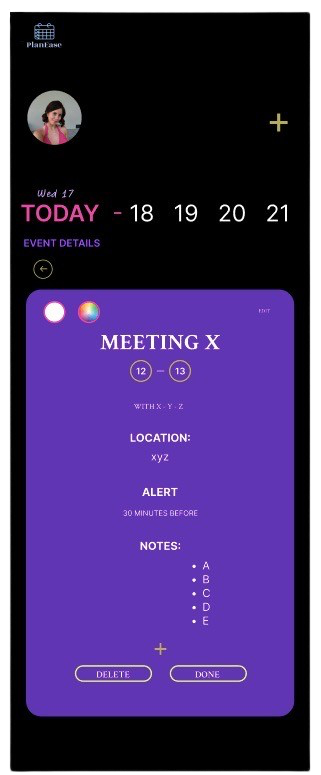 PlanEase
Wed 17
TODAY - 18 19 20 21
EVENT DETAILS
EDIT
MEETING X
12 – 13
WITH X - Y - Z
LOCATION:
xyz
ALERT
30 MINUTES BEFORE
NOTES:
• A
• B
• C
• D
• E
DELETE DONE